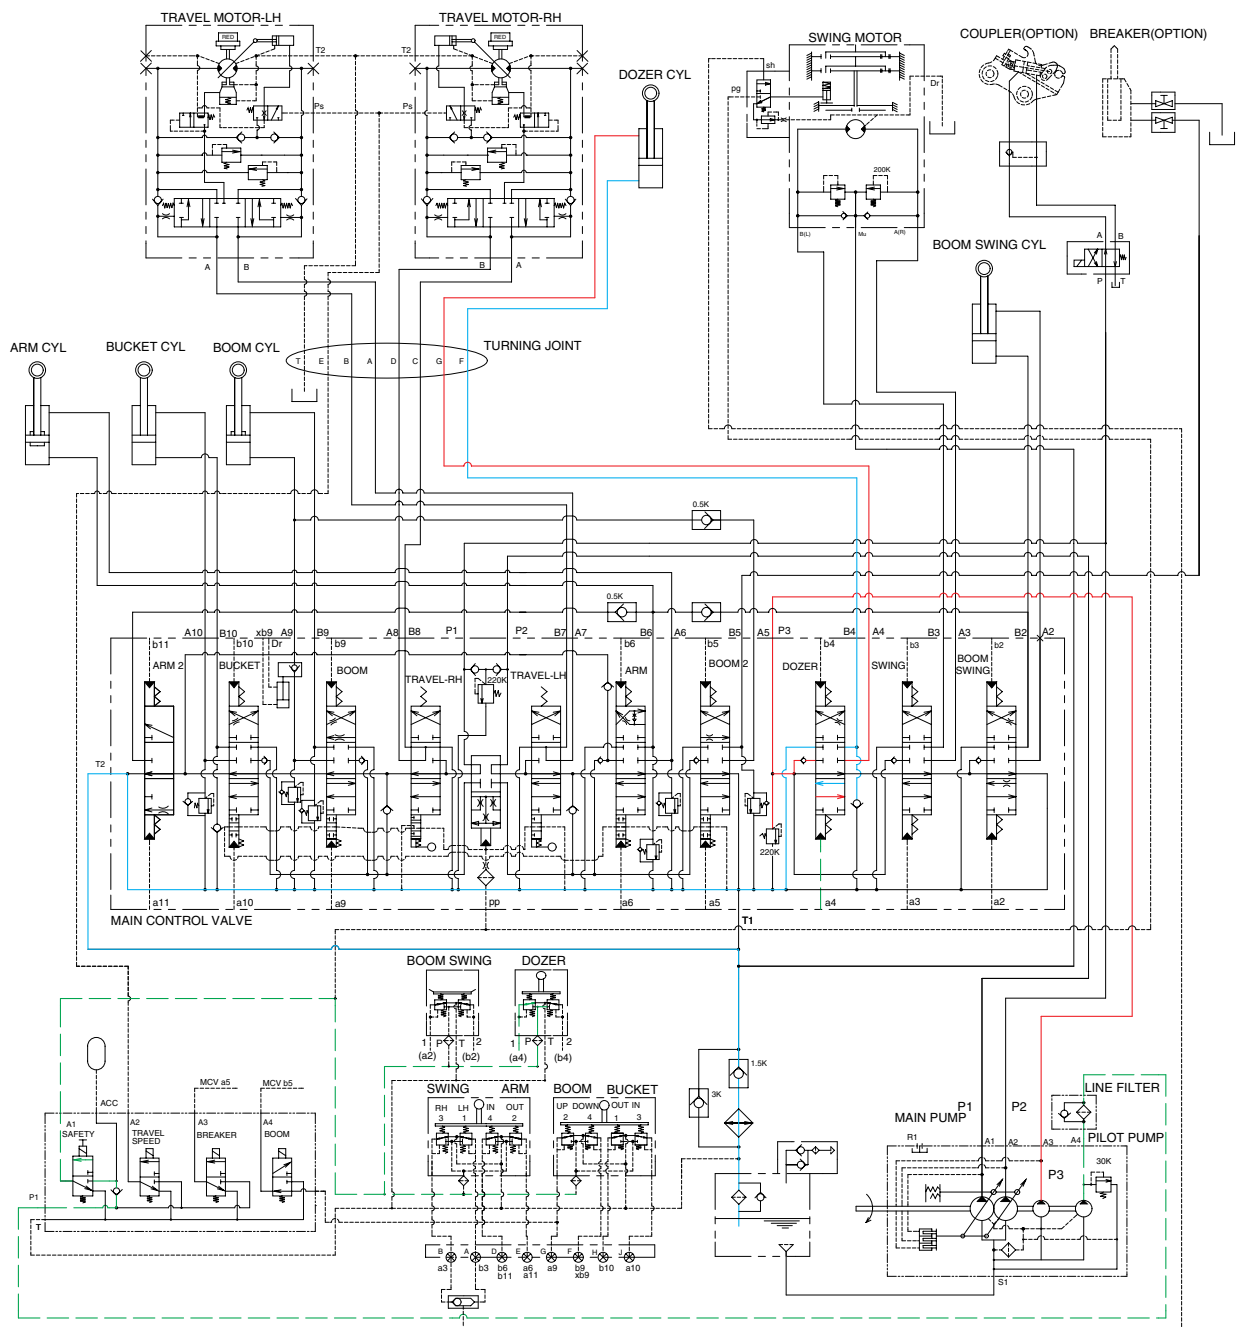 TRAVEL MOTOR-LH
TRAVEL MOTOR-RH
SWING MOTOR
COUPLER(OPTION)
BREAKER(OPTION)
RED
RED
T2
T2
Ps
Ps
DOZER CYL
sh
pg
Dr
200K
B(L)
Mu
A(R)
A
B
B
A
A B
P T
BOOM SWING CYL
TURNING JOINT
T E B A D C G F
ARM CYL
BUCKET CYL
BOOM CYL
0.5K
0.5K
b11 A10 B10 b10 xb9 Dr A9 B9 b9 A8 B8 P1 P2 B7 A7 b6 B6 A6 b5 B5 A5 P3 b4 B4 A4 b3 B3 A3 b2 B2 A2
ARM 2
BUCKET
BOOM
TRAVEL-RH
220K
TRAVEL-LH
ARM
BOOM 2
DOZER
SWING
BOOM
SWING
T2
220K
a11 a10 a9 pp a6 a5 a4 a3 a2
MAIN CONTROL VALVE
T1
BOOM SWING
DOZER
1 P T 2
(a2) (b2)
1 P T 2
(a4) (b4)
1.5K
3K
SWING ARM
RH LH IN OUT
3 1 4 2
BOOM BUCKET
UP DOWN OUT IN
2 4 1 3
ACC
MCV a5
MCV b5
A1
SAFETY
A2
TRAVEL
SPEED
A3
BREAKER
A4
BOOM
P1
T
B A D E G F H J
a3 b3 b6 a6 a9 b9 b10 a10
b11 a11 xb9
LINE FILTER
MAIN PUMP
P1
P2
PILOT PUMP
R1
A1 A2 A3 A4
P3
30K
S1